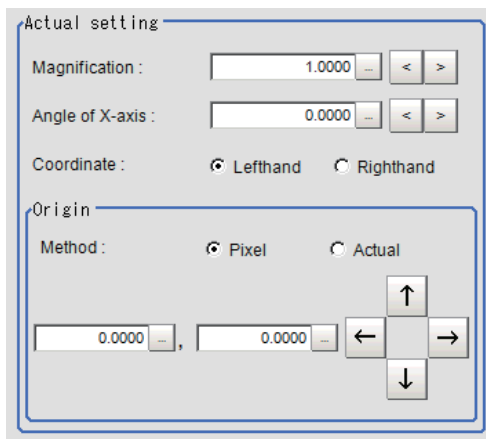 Actual setting
Magnification : 1.0000 ... < >
Angle of X-axis : 0.0000 ... < >
Coordinate : Lefthand Righthand
Origin
Method : Pixel Actual
↑
0.0000 ... , 0.0000 ... ← →
↓